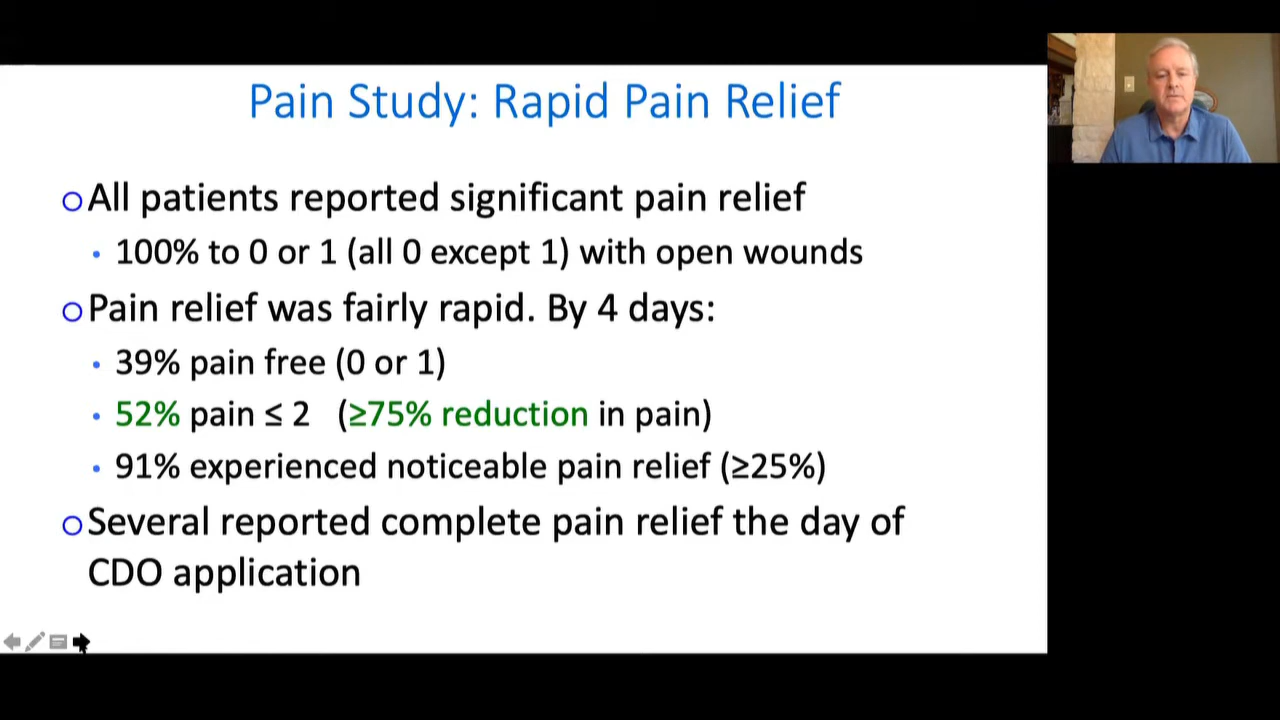 Pain Study: Rapid Pain Relief
All patients reported significant pain relief
100% to 0 or 1 (all 0 except 1) with open wounds
Pain relief was fairly rapid. By 4 days:
39% pain free (0 or 1)
52% pain ≤ 2 (≥75% reduction in pain)
91% experienced noticeable pain relief (≥25%)
Several reported complete pain relief the day of
CDO application